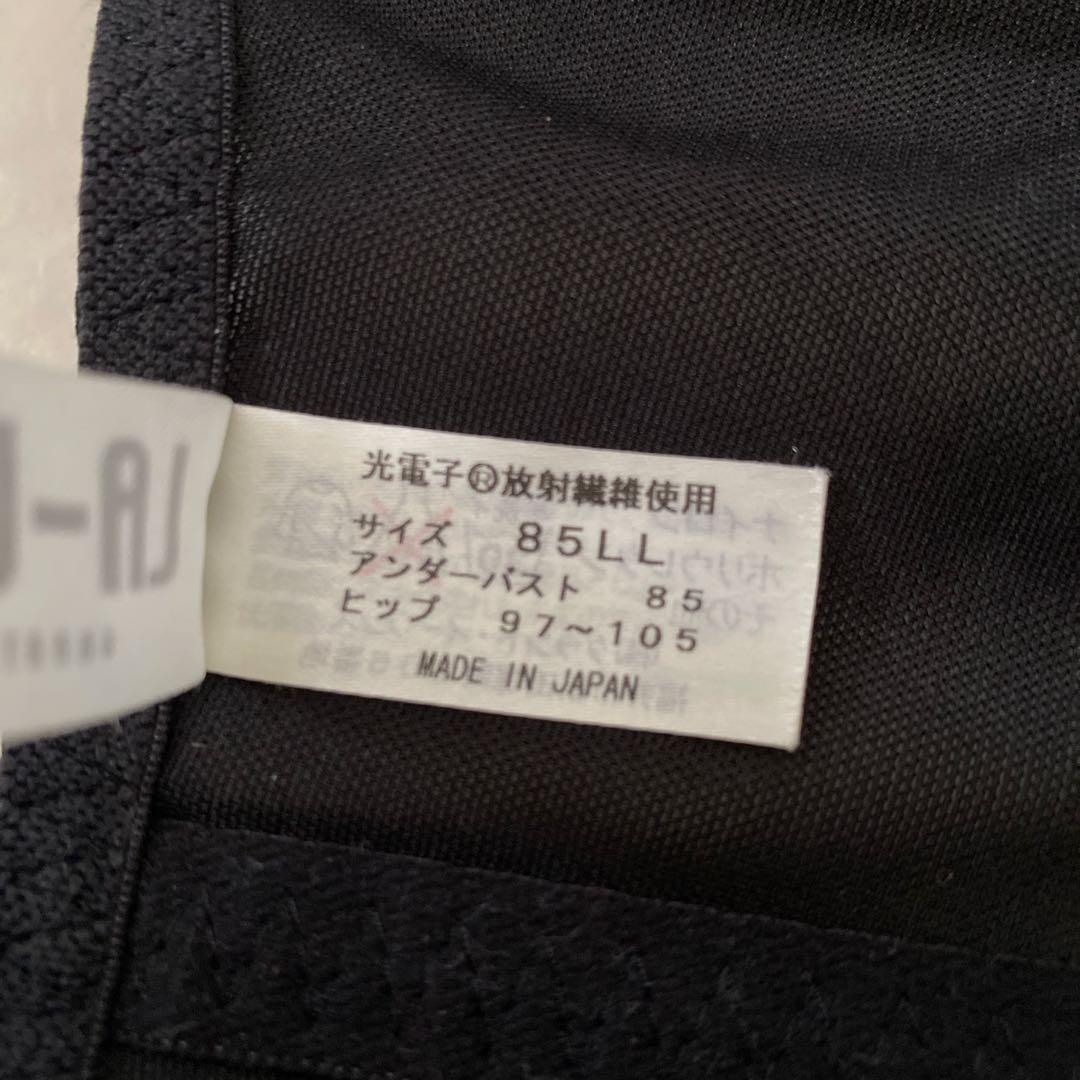 光電子®放射繊維使用
サイズ ８５ＬＬ
アンダーバスト ８５
ヒップ ９７～１０５
MADE IN JAPAN